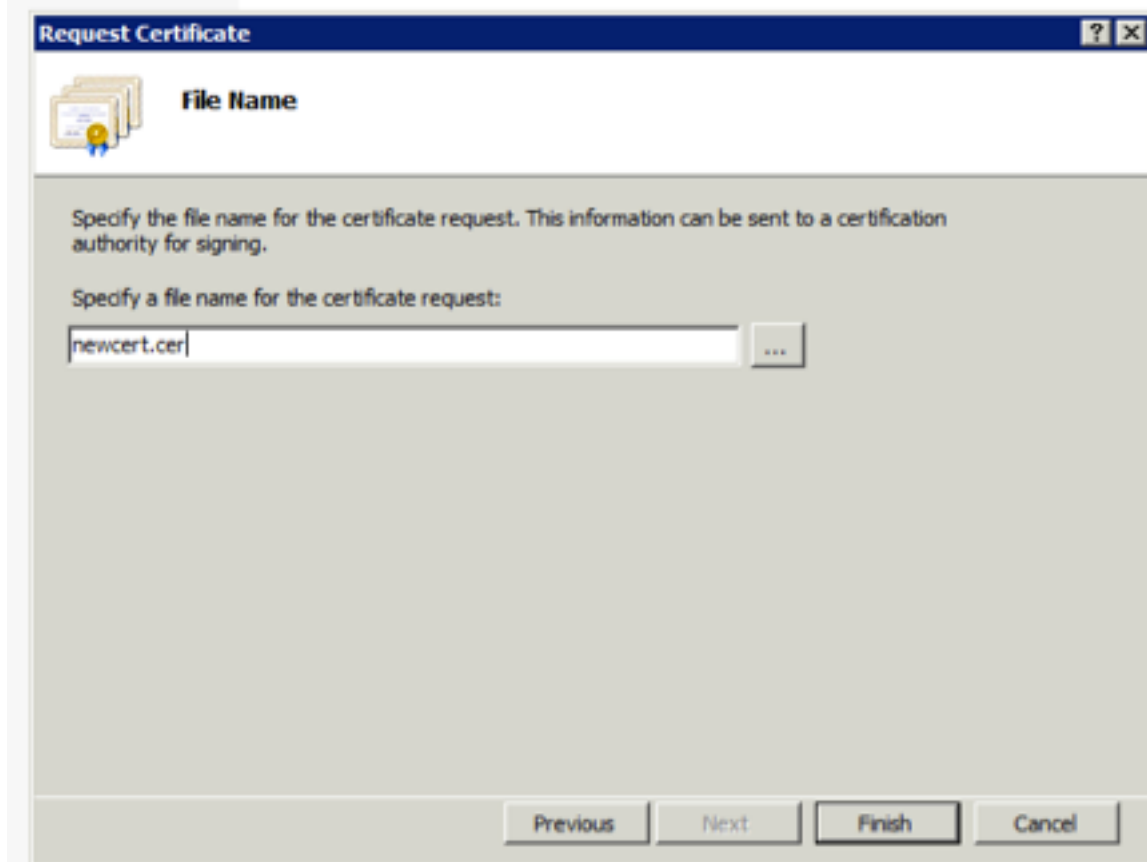 Request Certificate
File Name
Specify the file name for the certificate request. This information can be sent to a certification
authority for signing.
Specify a file name for the certificate request:
newcert.cer
...
Previous
Next
Finish
Cancel